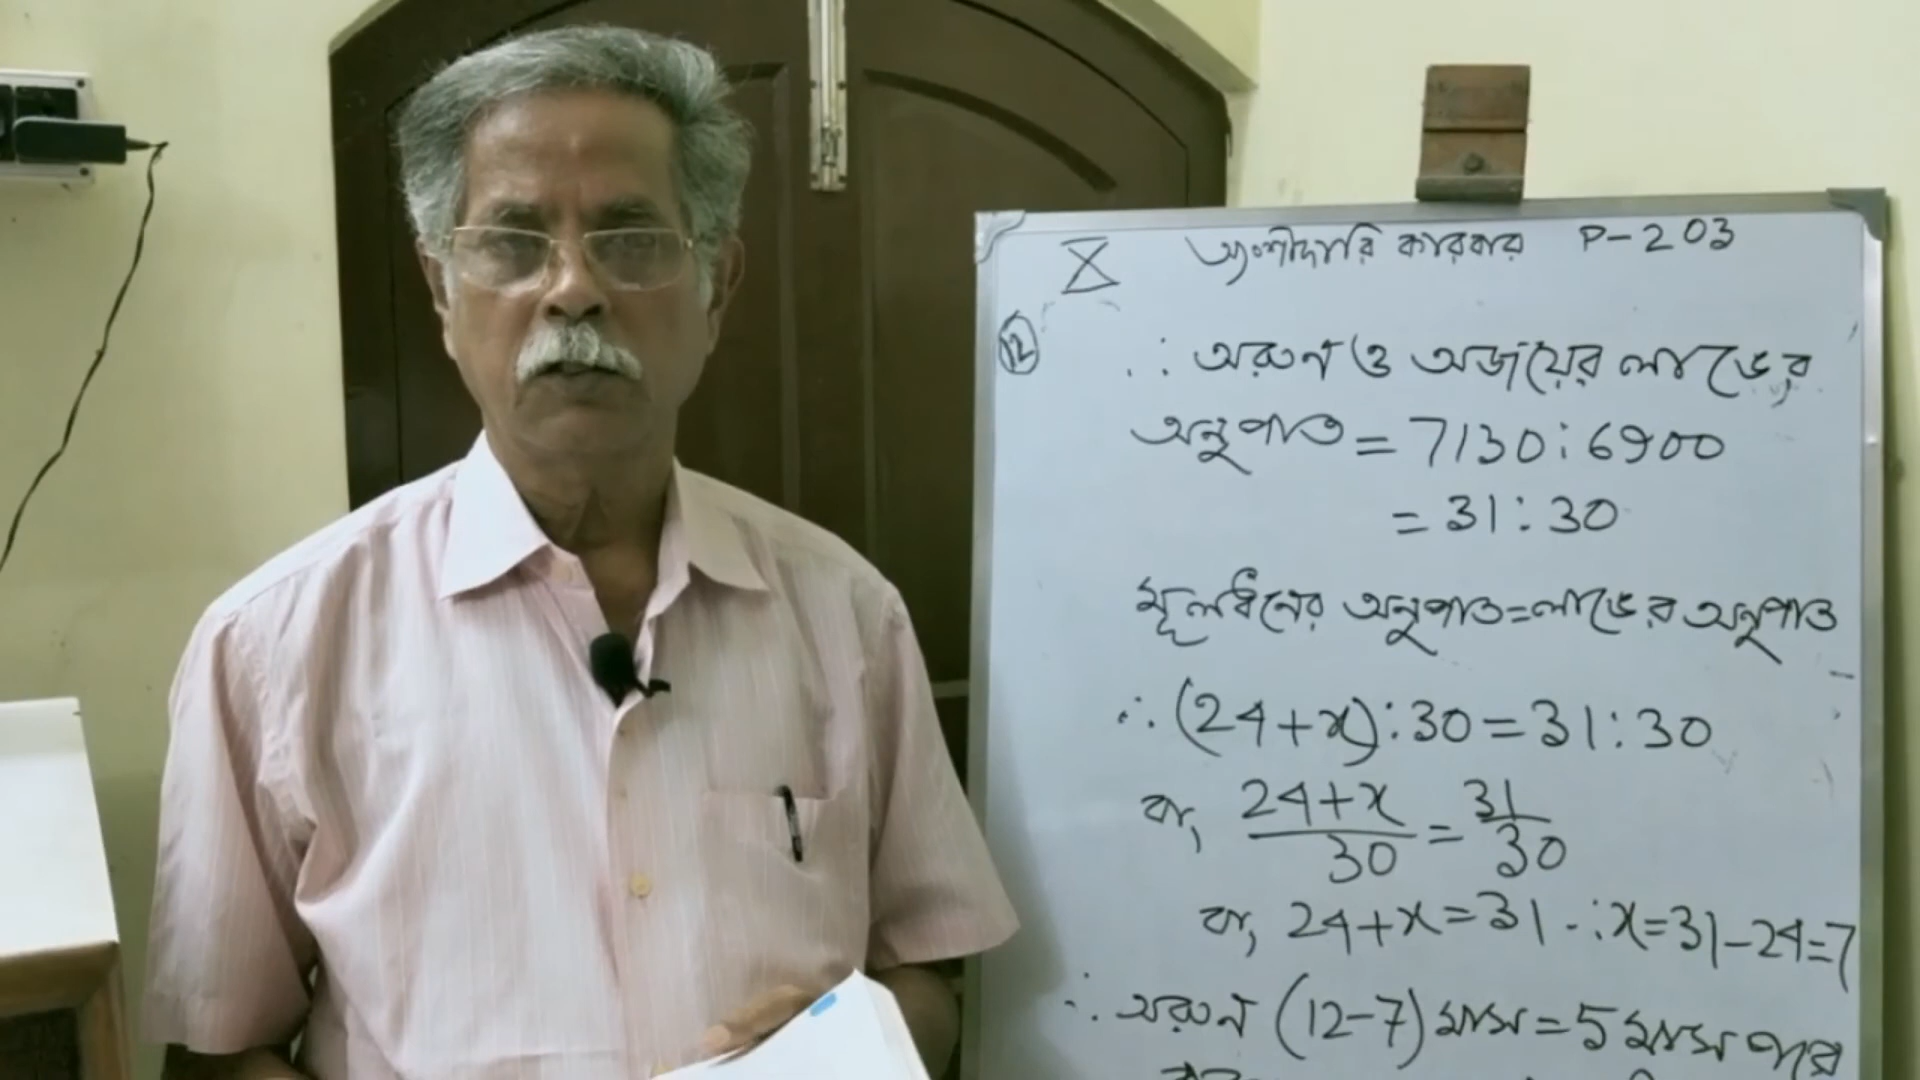 X অংশীদারি কারবার P-203
12 ∴ অরুন ও অজয়ের লাভের
অনুপাত = 7130:6900
= 31:30
মূলধনের অনুপাত=লাভের অনুপাত
∴ (24+x):30=31:30
বা, 24+x/30 = 31/30
বা, 24+x=31 ∴x=31-24=7
∴ অরুন (12-7) মাস=5 মাস পরে